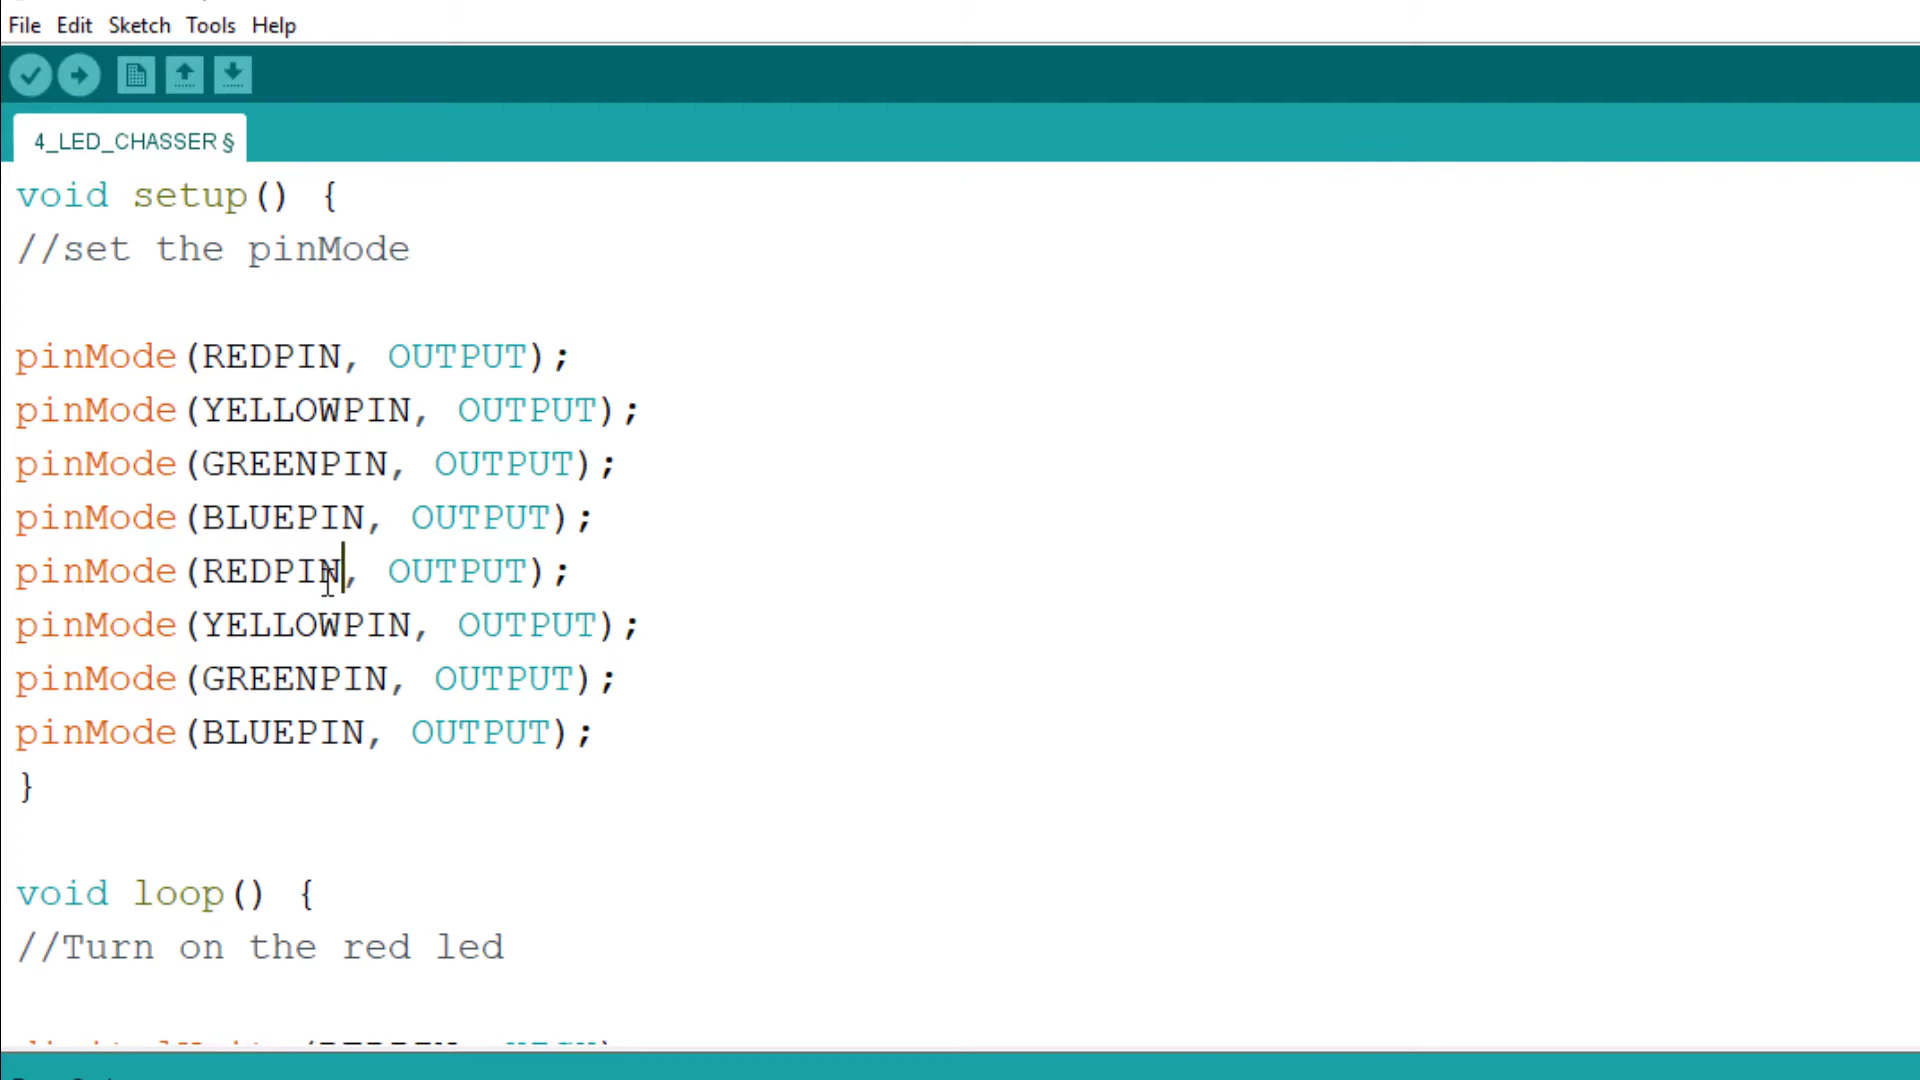 File Edit Sketch Tools Help
4_LED_CHASSER §
void setup() {
//set the pinMode
pinMode(REDPIN, OUTPUT);
pinMode(YELLOWPIN, OUTPUT);
pinMode(GREENPIN, OUTPUT);
pinMode(BLUEPIN, OUTPUT);
pinMode(REDPIN, OUTPUT);
pinMode(YELLOWPIN, OUTPUT);
pinMode(GREENPIN, OUTPUT);
pinMode(BLUEPIN, OUTPUT);
}
void loop() {
//Turn on the red led